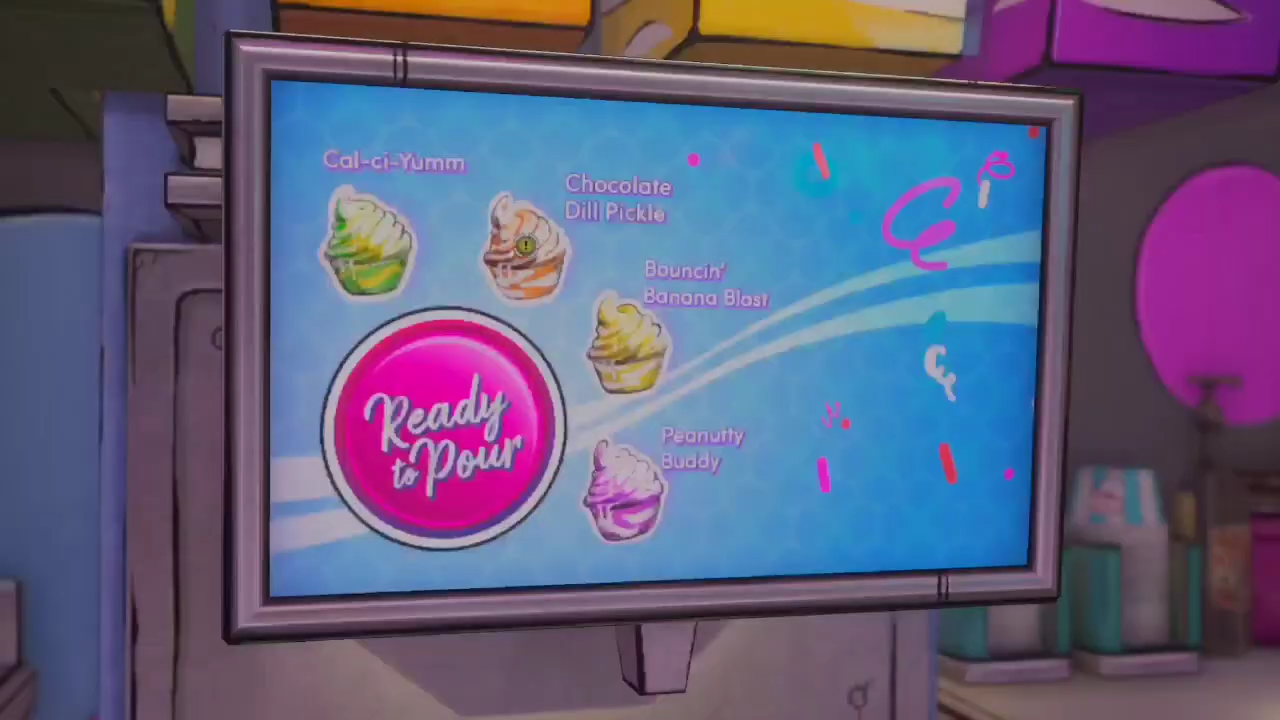 Cal-ci-Yumm
Chocolate
Dill Pickle
Bouncin'
Banana Blast
Ready
to Pour
Peanutty
Buddy